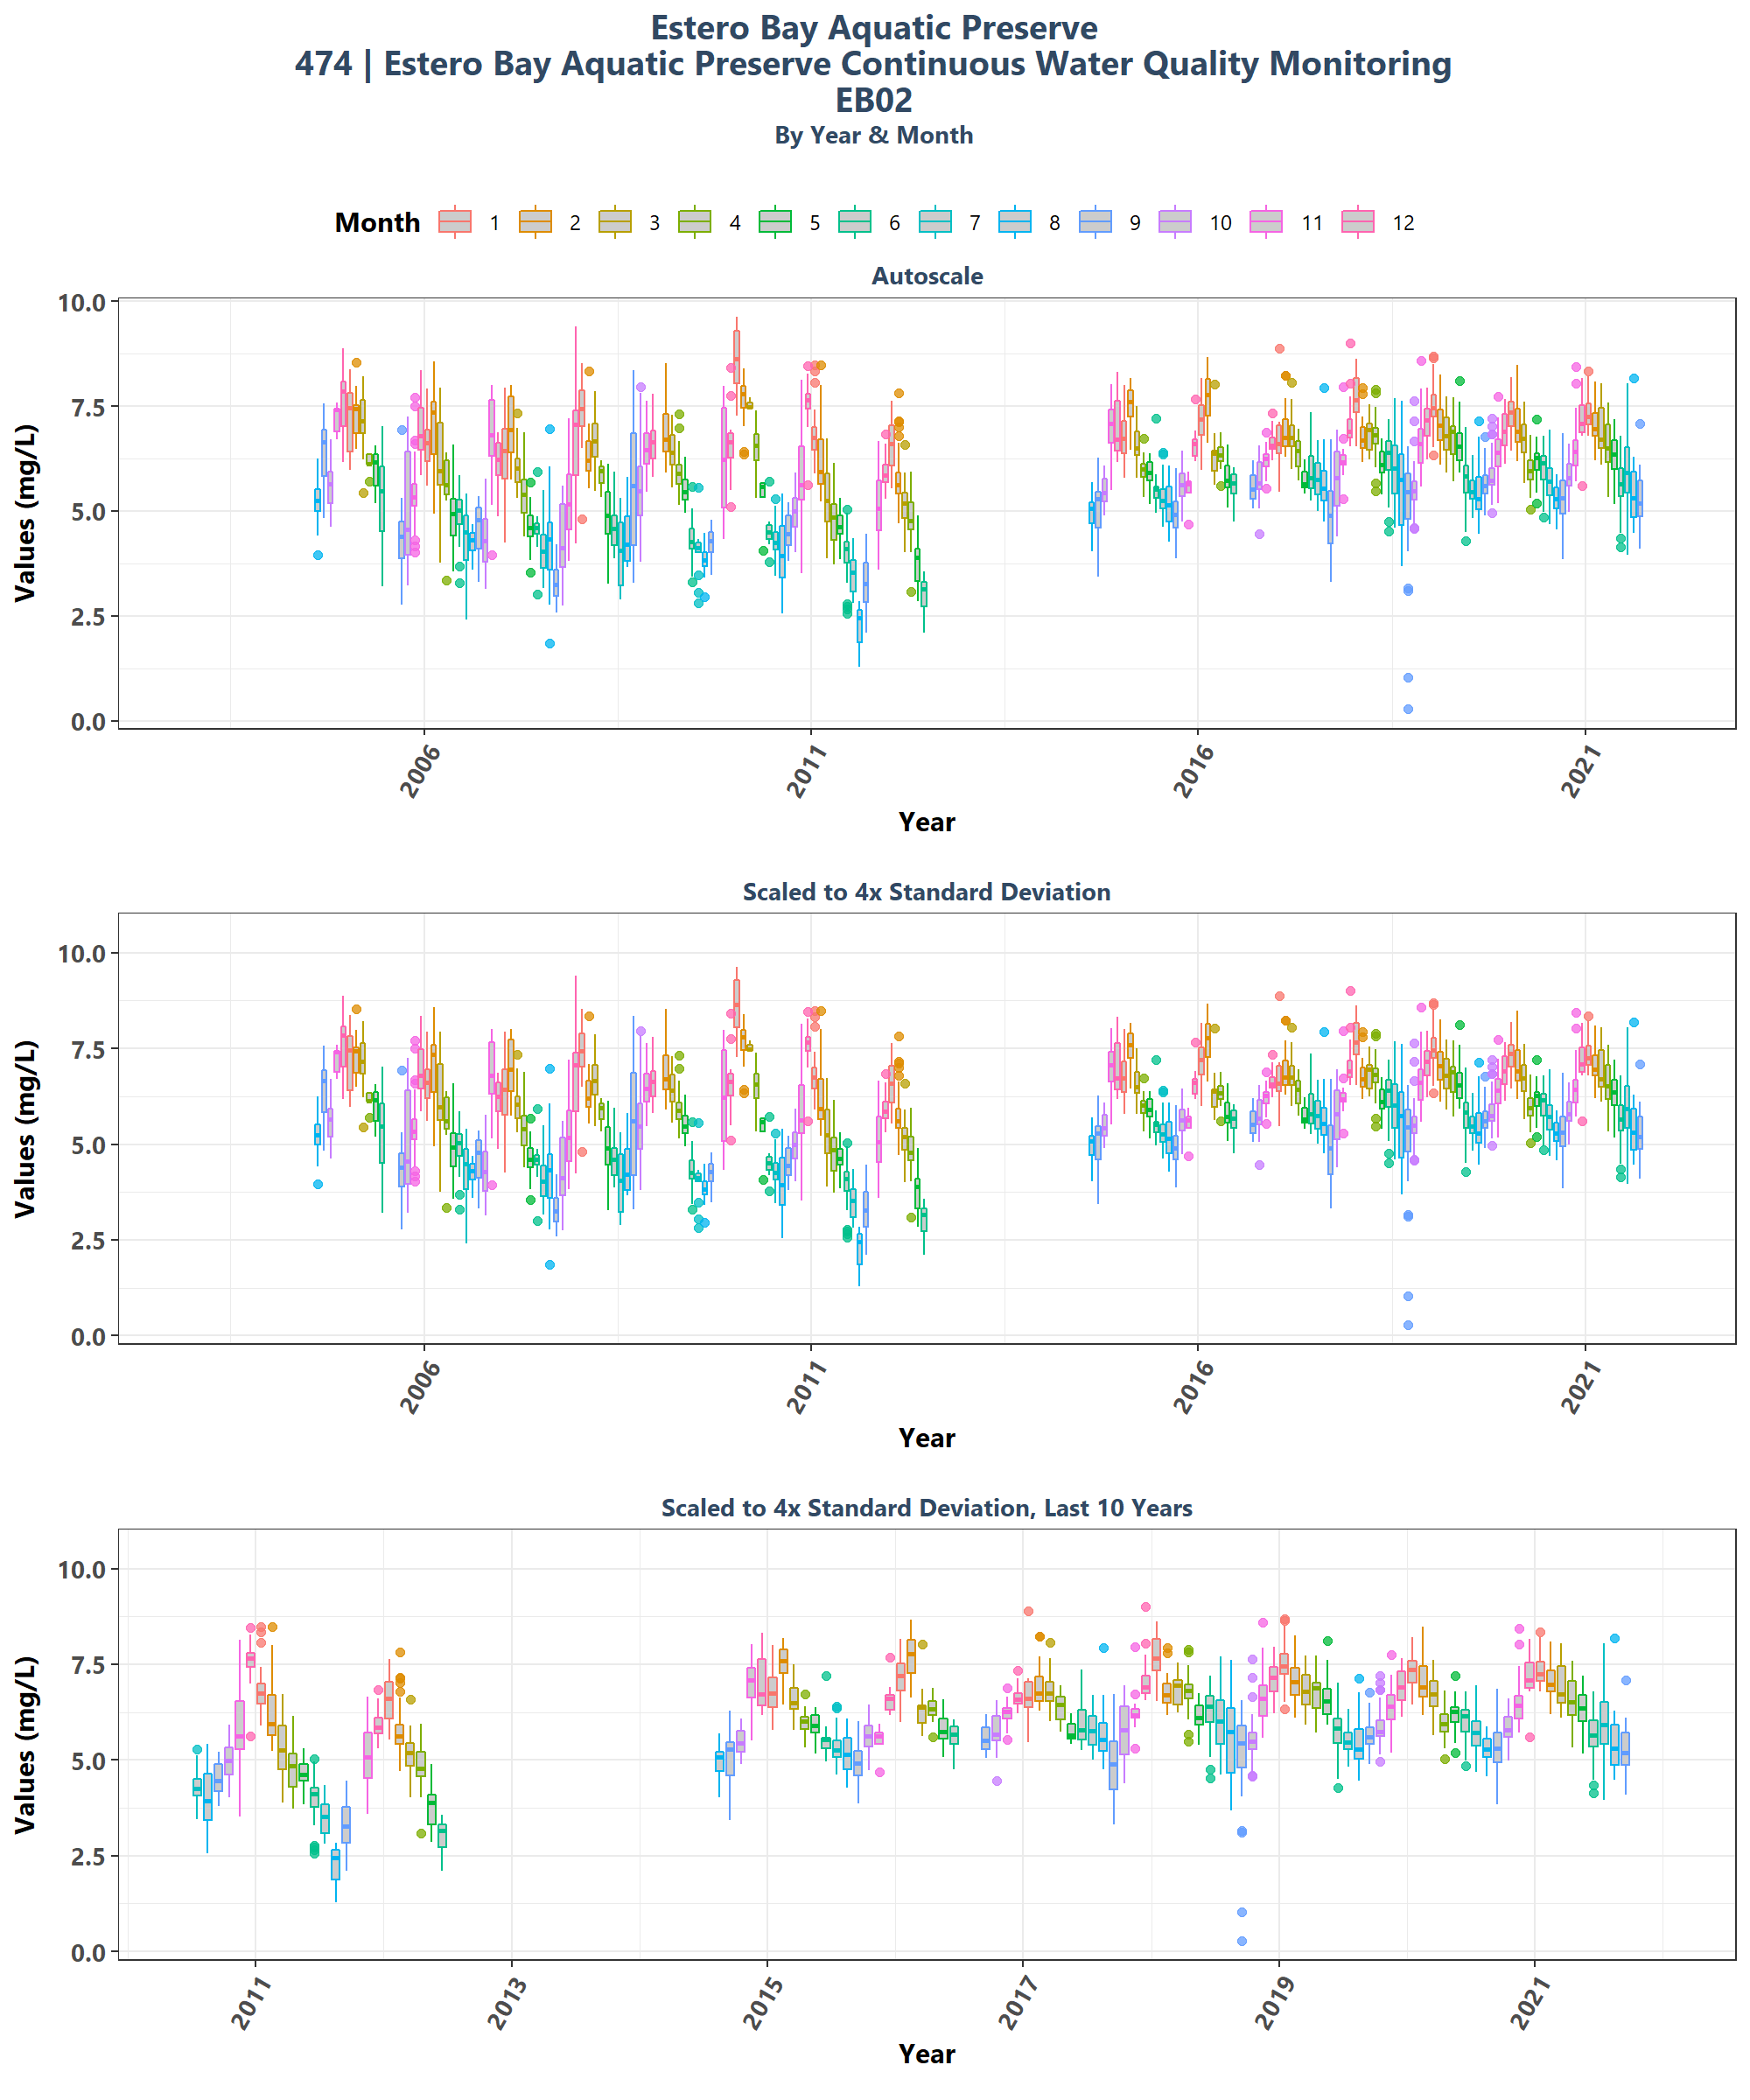 Estero Bay Aquatic Preserve
474 | Estero Bay Aquatic Preserve Continuous Water Quality Monitoring
EB02
By Year & Month
Month 1 2 3 4 5 6 7 8 9 10 11 12
Autoscale
Values (mg/L)
10.0
7.5
5.0
2.5
0.0
2006 2011 2016 2021
Year
Scaled to 4x Standard Deviation
Values (mg/L)
10.0
7.5
5.0
2.5
0.0
2006 2011 2016 2021
Year
Scaled to 4x Standard Deviation, Last 10 Years
Values (mg/L)
10.0
7.5
5.0
2.5
0.0
2011 2013 2015 2017 2019 2021
Year